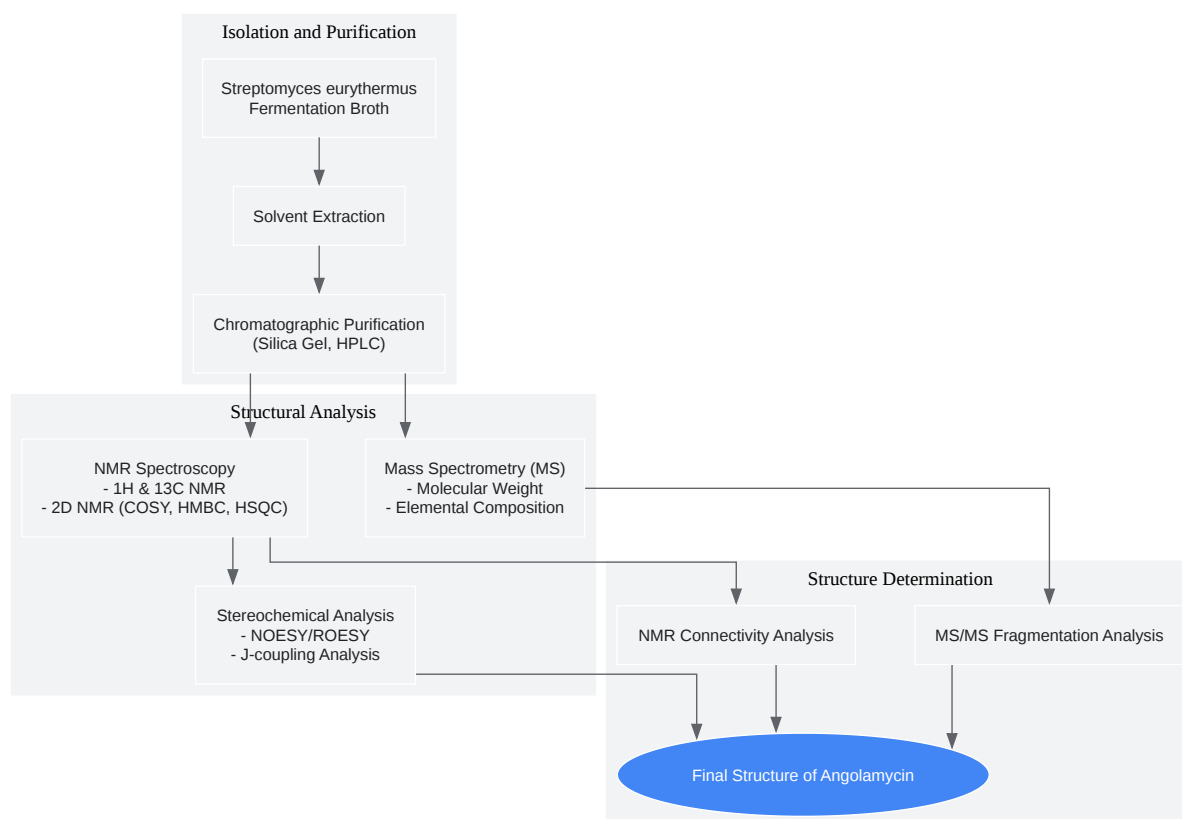 Isolation and Purification
Streptomyces eurythermus
Fermentation Broth
Solvent Extraction
Chromatographic Purification
(Silica Gel, HPLC)
Structural Analysis
NMR Spectroscopy
- 1H & 13C NMR
- 2D NMR (COSY, HMBC, HSQC)
Mass Spectrometry (MS)
- Molecular Weight
- Elemental Composition
Stereochemical Analysis
- NOESY/ROESY
- J-coupling Analysis
Structure Determination
NMR Connectivity Analysis
MS/MS Fragmentation Analysis
Final Structure of Angolamycin